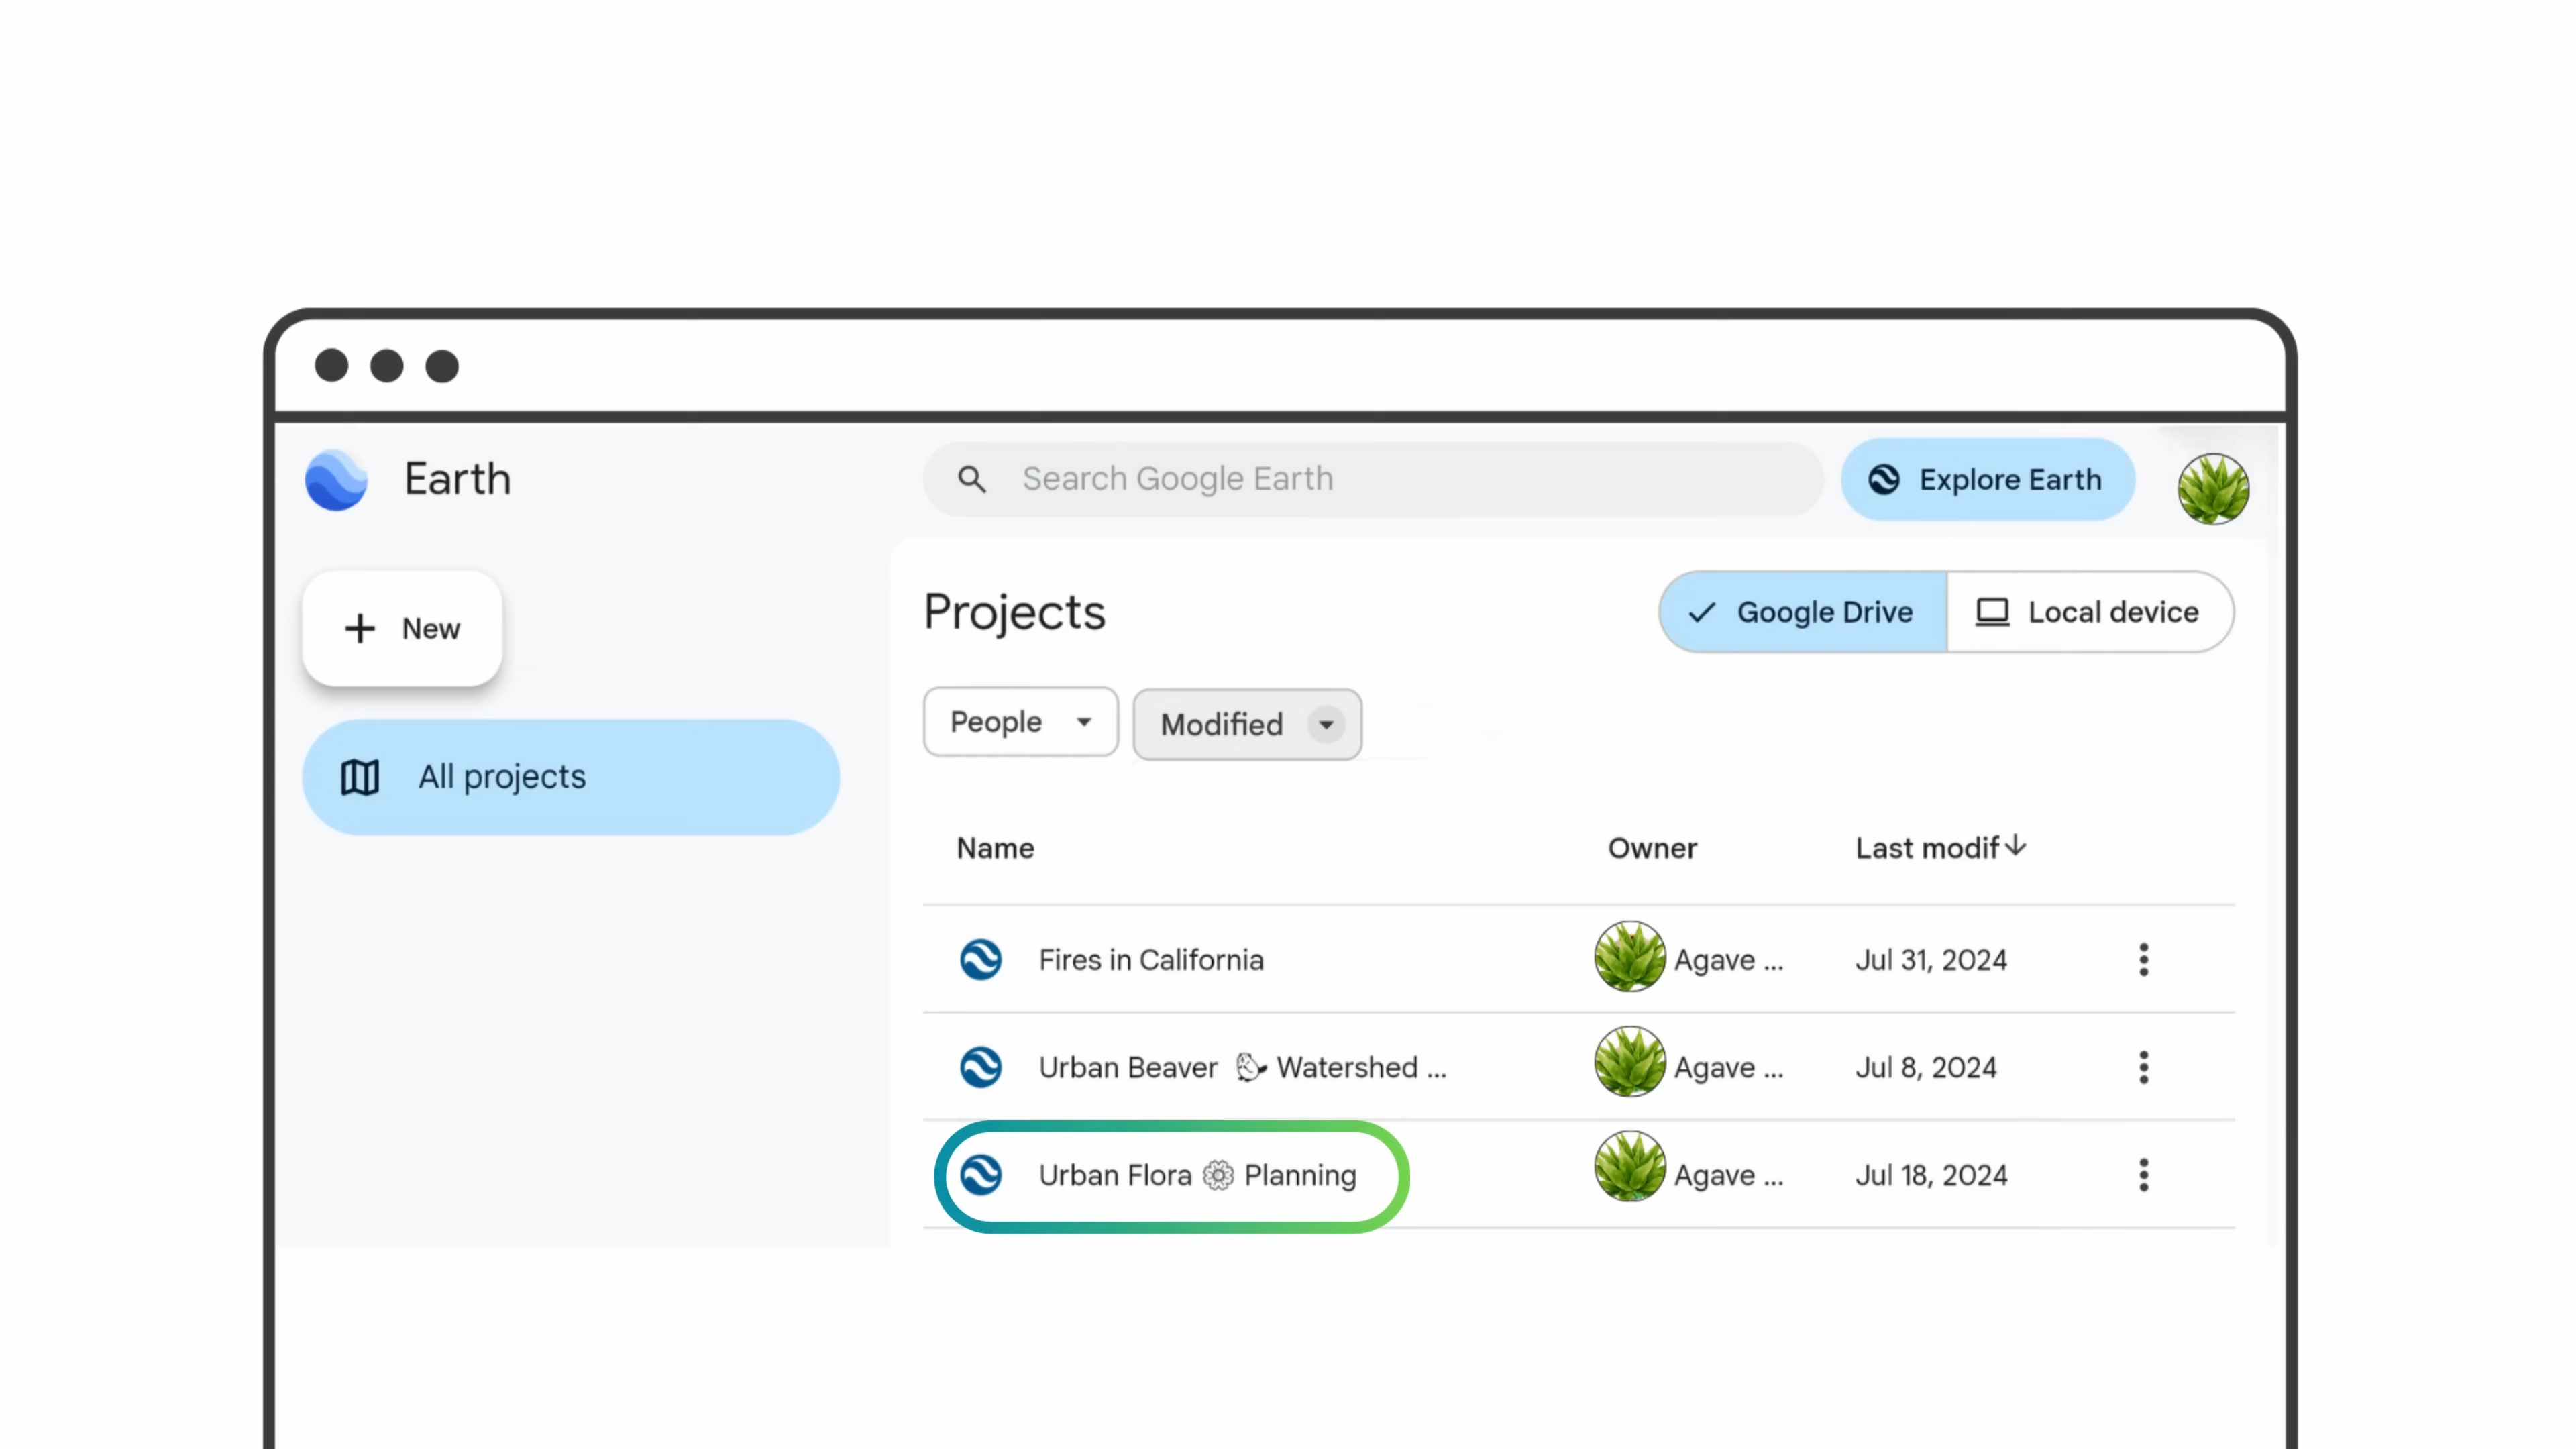 Earth
Search Google Earth
Explore Earth
New
Projects
Google Drive
Local device
People
Modified
All projects
Name Owner Last modif
Fires in California Agave ... Jul 31, 2024
Urban Beaver Watershed ... Agave ... Jul 8, 2024
Urban Flora Planning Agave ... Jul 18, 2024